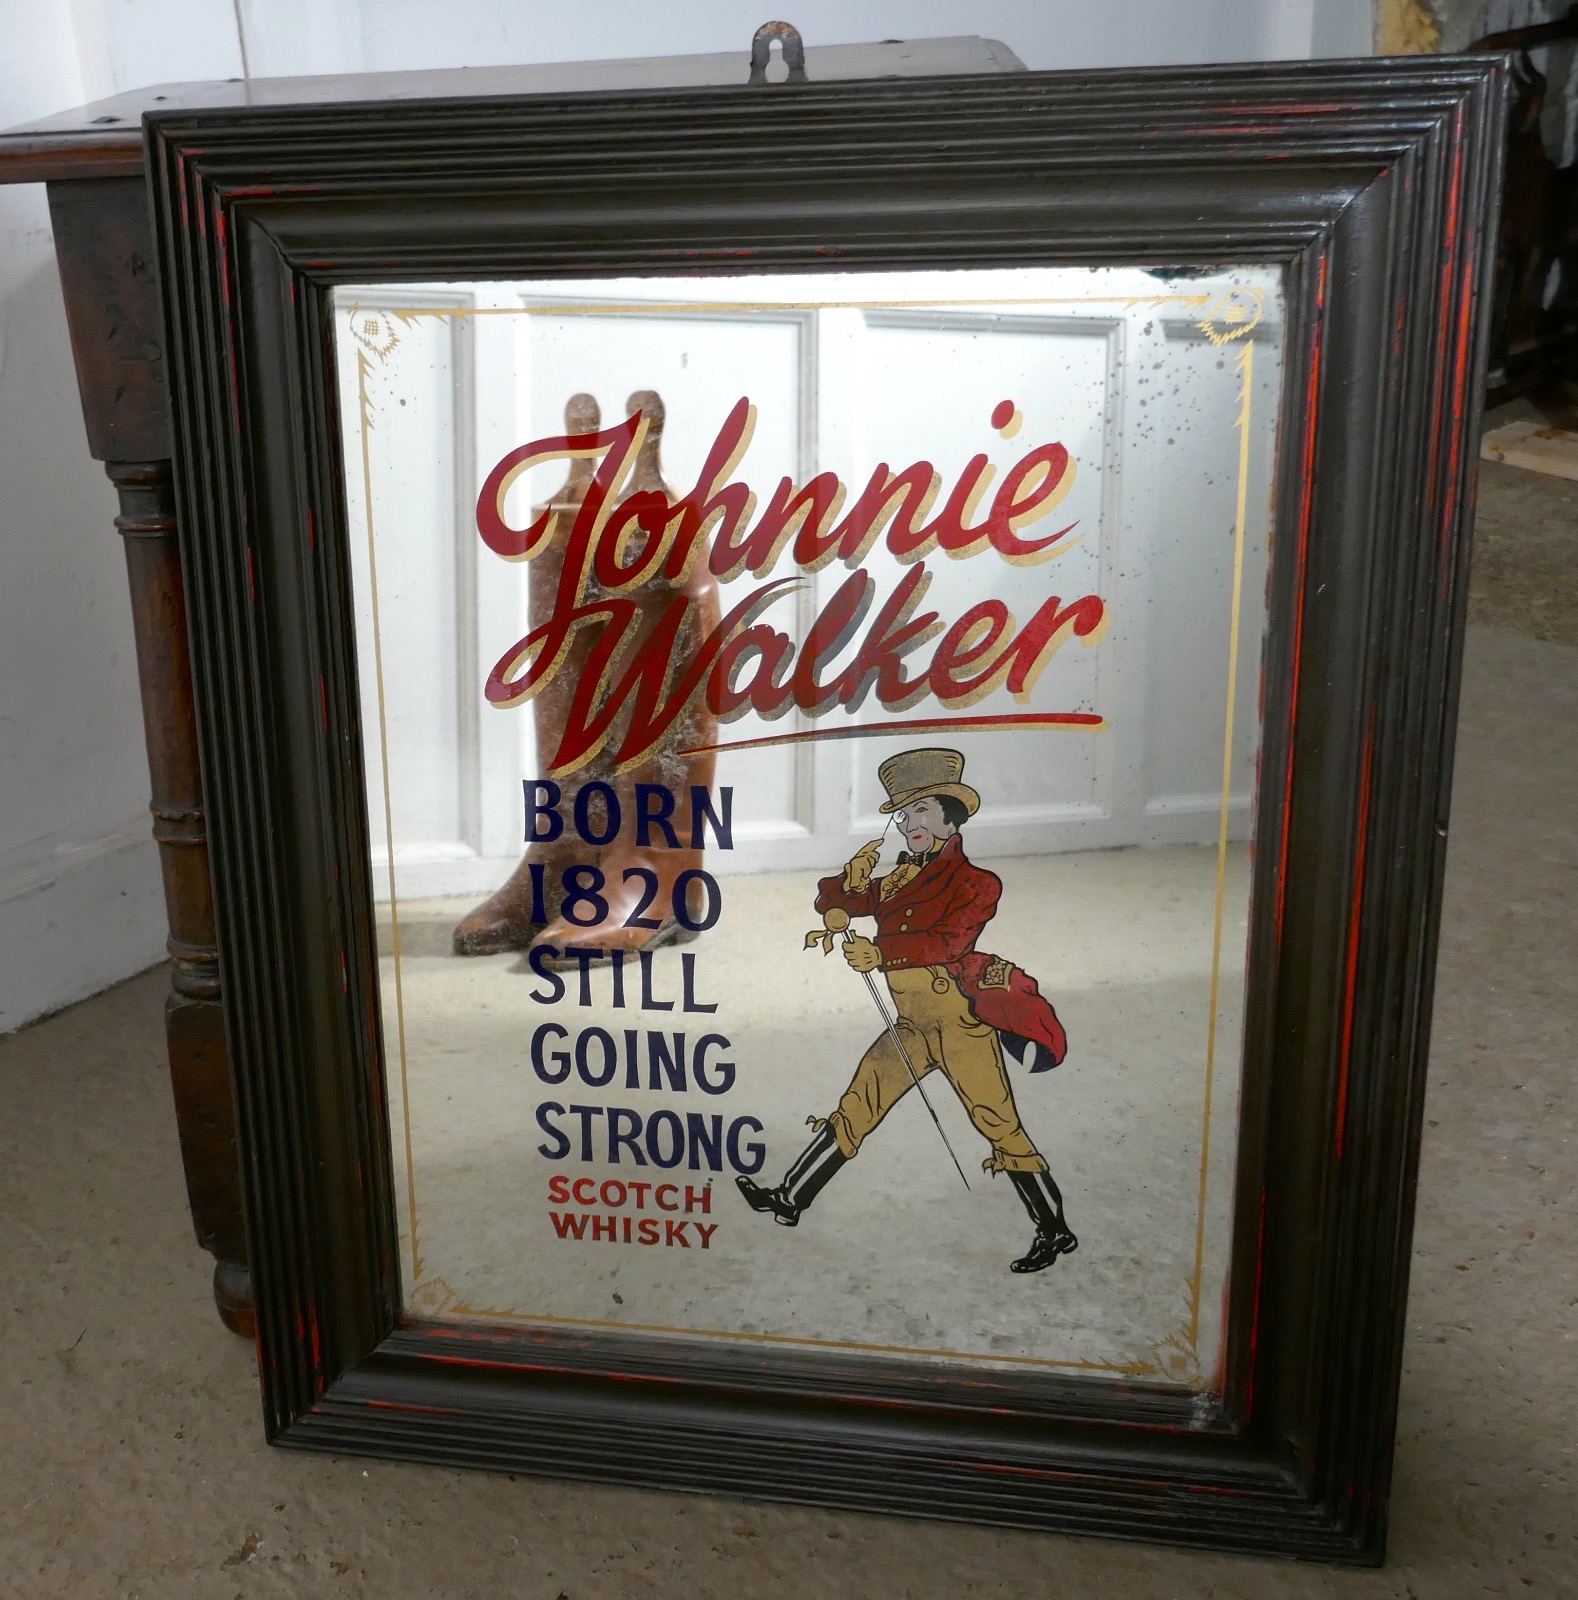 Johnnie
Walker
BORN
1820
STILL
GOING
STRONG
SCOTCH
WHISKY